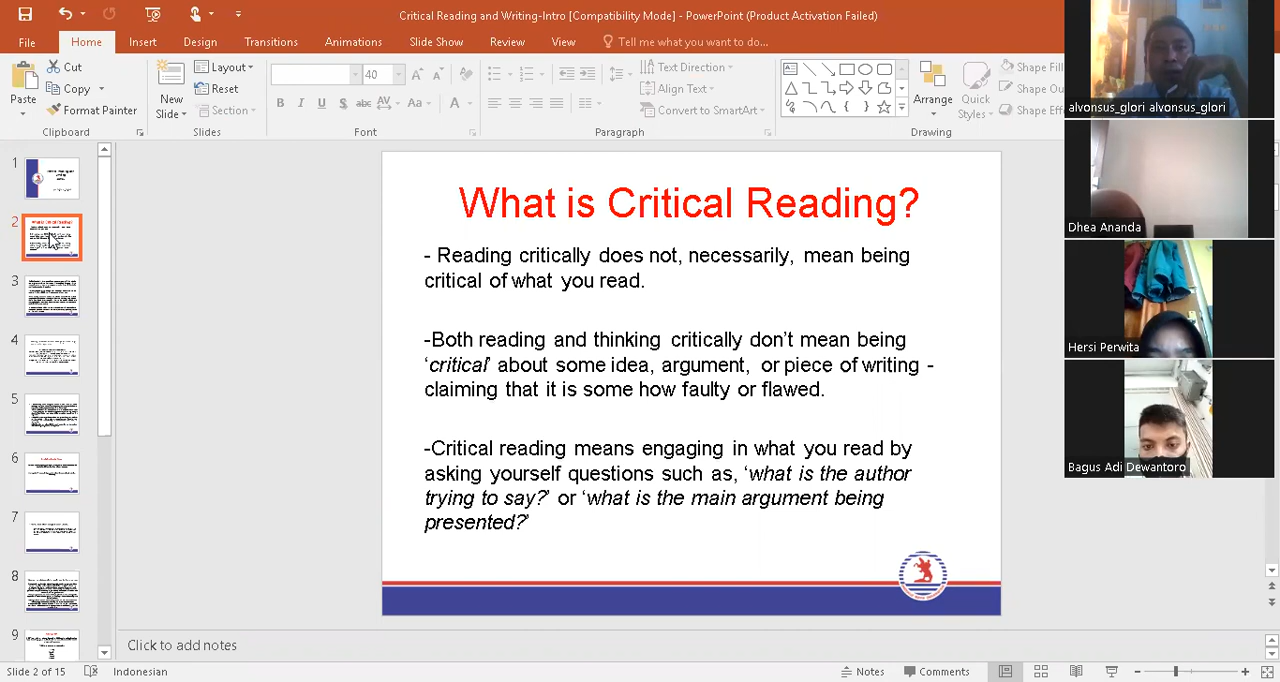 Critical Reading and Writing-Intro [Compatibility Mode] - PowerPoint (Product Activation Failed)
File Home Insert Design Transitions Animations Slide Show Review View Tell me what you want to do...
Paste
Cut
Copy
Format Painter
Clipboard
New Slide
Layout
Reset
Section
Slides
40
B I U S abc AV Aa A
Font
Text Direction
Align Text
Convert to SmartArt
Paragraph
Arrange
Quick Styles
Shape Fill
Shape Ou
Shape Effe
Drawing
1
2
3
4
5
6
7
8
9
What is Critical Reading?
- Reading critically does not, necessarily, mean being
critical of what you read.
-Both reading and thinking critically don't mean being
‘critical’ about some idea, argument, or piece of writing -
claiming that it is some how faulty or flawed.
-Critical reading means engaging in what you read by
asking yourself questions such as, ‘what is the author
trying to say?’ or ‘what is the main argument being
presented?’
alvonsus_glori alvonsus_glori
Dhea Ananda
Hersi Perwita
Bagus Adi Dewantoro
Click to add notes
Slide 2 of 15 Indonesian Notes Comments